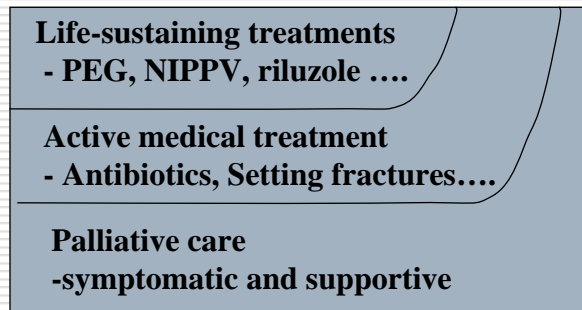 Life-sustaining treatments
- PEG, NIPPV, riluzole ….
Active medical treatment
- Antibiotics, Setting fractures….
Palliative care
-symptomatic and supportive